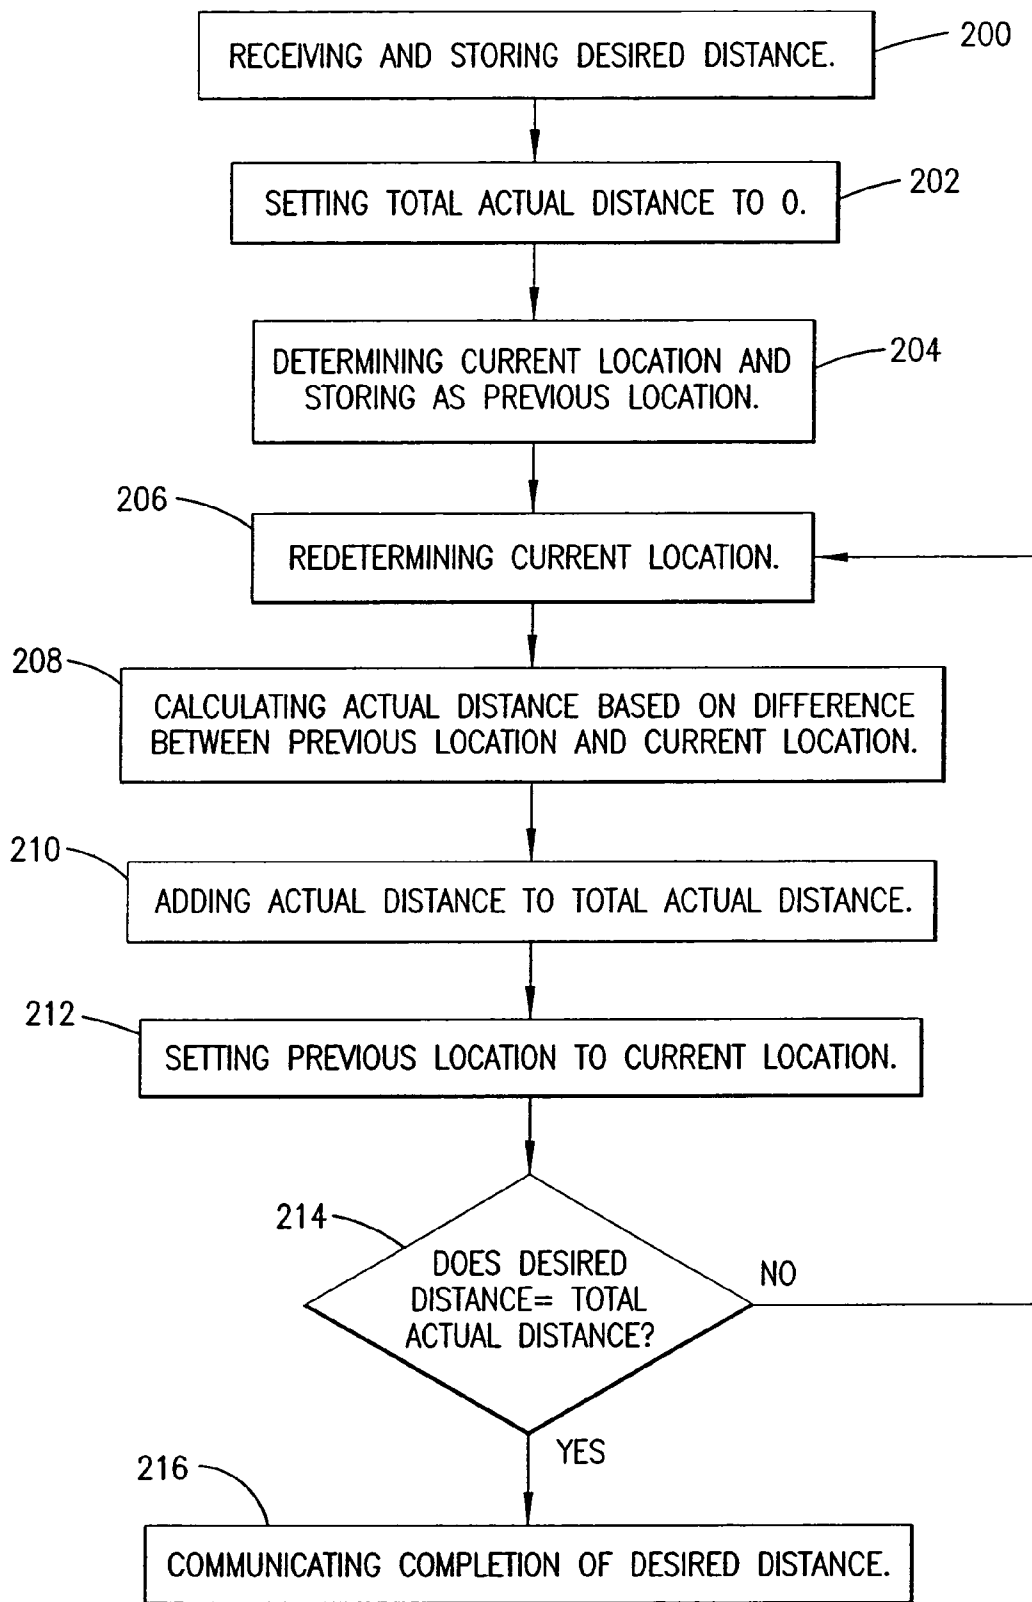 RECEIVING AND STORING DESIRED DISTANCE.
200
SETTING TOTAL ACTUAL DISTANCE TO 0.
202
DETERMINING CURRENT LOCATION AND
STORING AS PREVIOUS LOCATION.
204
206
REDETERMINING CURRENT LOCATION.
208
CALCULATING ACTUAL DISTANCE BASED ON DIFFERENCE
BETWEEN PREVIOUS LOCATION AND CURRENT LOCATION.
210
ADDING ACTUAL DISTANCE TO TOTAL ACTUAL DISTANCE.
212
SETTING PREVIOUS LOCATION TO CURRENT LOCATION.
214
DOES DESIRED
DISTANCE= TOTAL
ACTUAL DISTANCE?
NO
YES
216
COMMUNICATING COMPLETION OF DESIRED DISTANCE.